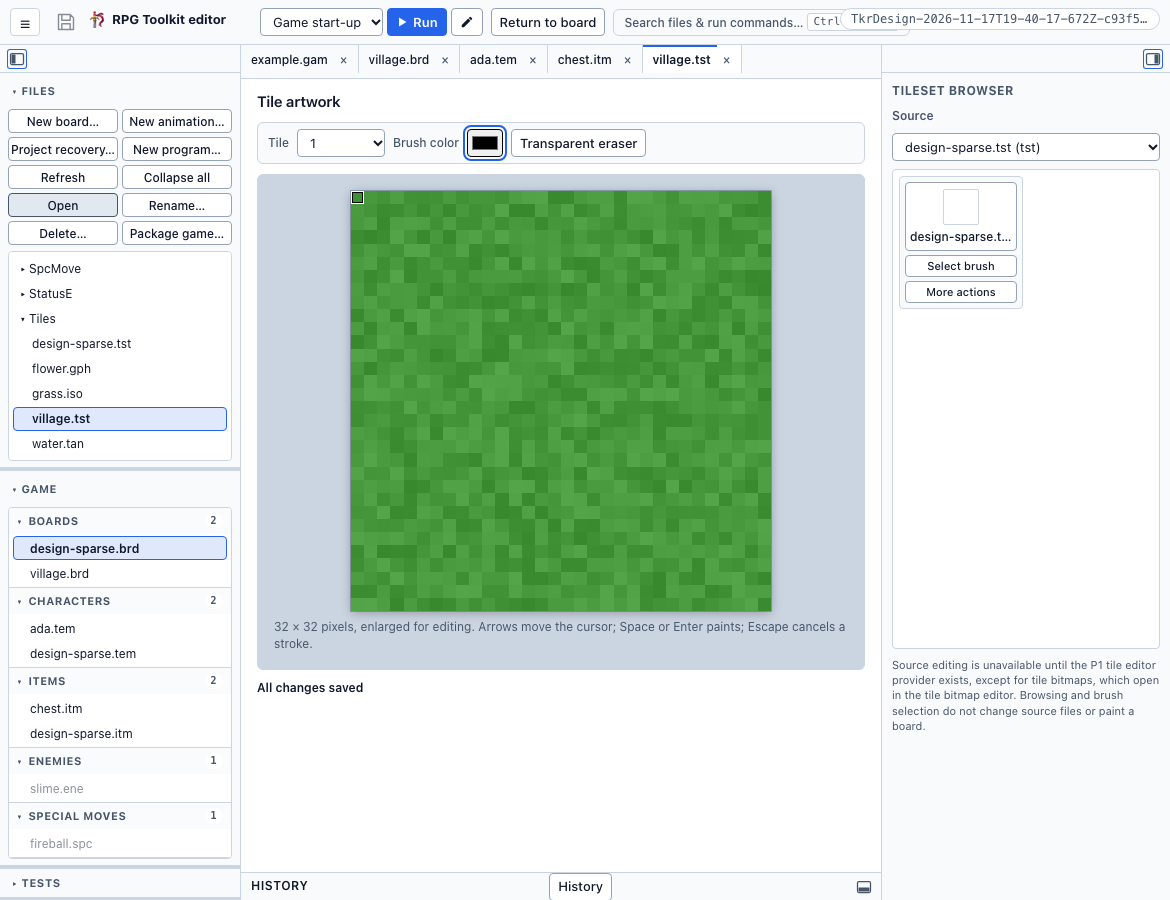 RPG Toolkit editor
Game start-up
Run
Return to board
Search files & run commands...
Ctrl
TkrDesign-2026-11-17T19-40-17-672Z-c93f5...
example.gam ×
village.brd ×
ada.tem ×
chest.itm ×
village.tst ×
FILES
New board...
New animation...
Project recovery...
New program...
Refresh
Collapse all
Open
Rename...
Delete...
Package game...
SpcMove
StatusE
Tiles
design-sparse.tst
flower.gph
grass.iso
village.tst
water.tan
GAME
BOARDS 2
design-sparse.brd
village.brd
CHARACTERS 2
ada.tem
design-sparse.tem
ITEMS 2
chest.itm
design-sparse.itm
ENEMIES 1
slime.ene
SPECIAL MOVES 1
fireball.spc
TESTS
Tile artwork
Tile 1 Brush color Transparent eraser
32 × 32 pixels, enlarged for editing. Arrows move the cursor; Space or Enter paints; Escape cancels a
stroke.
All changes saved
HISTORY
History
TILESET BROWSER
Source
design-sparse.tst (tst)
design-sparse.t...
Select brush
More actions
Source editing is unavailable until the P1 tile editor
provider exists, except for tile bitmaps, which open
in the tile bitmap editor. Browsing and brush
selection do not change source files or paint a
board.